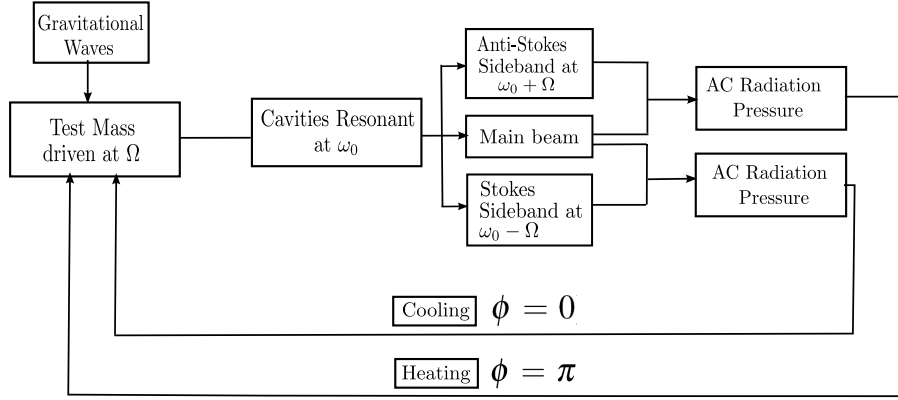 Gravitational
Waves
Test Mass
driven at Ω
Cavities Resonant
at ω₀
Anti-Stokes
Sideband at
ω₀ + Ω
Main beam
Stokes
Sideband at
ω₀ − Ω
AC Radiation
Pressure
AC Radiation
Pressure
Cooling ϕ = 0
Heating ϕ = π